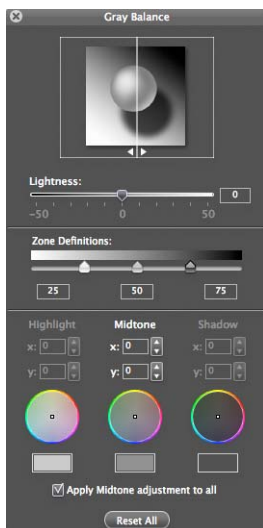 Gray Balance
Lightness:
0
-50 0 50
Zone Definitions:
25 50 75
Highlight Midtone Shadow
x: 0 x: 0 x: 0
y: 0 y: 0 y: 0
Apply Midtone adjustment to all
Reset All